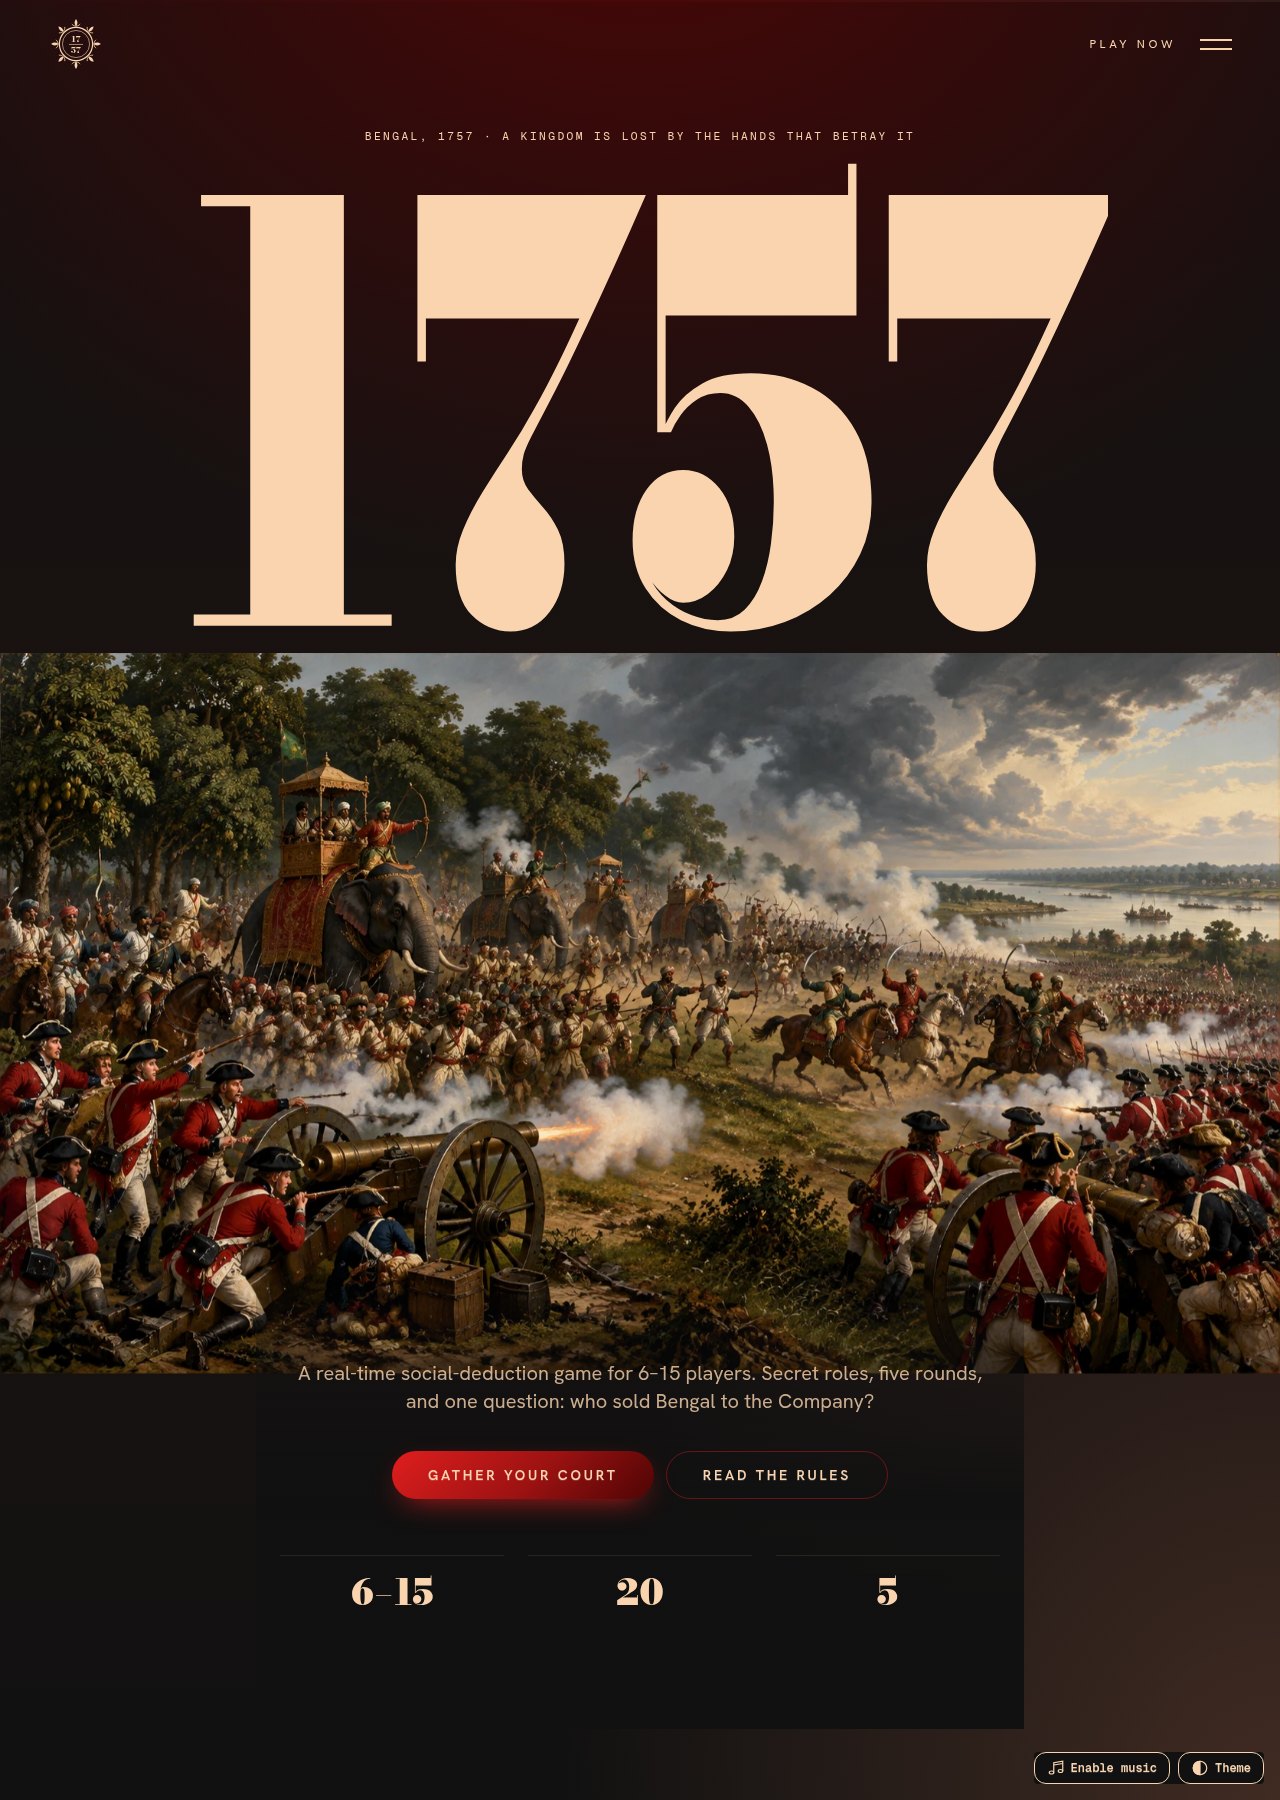 17
57
PLAY NOW
BENGAL, 1757 · A KINGDOM IS LOST BY THE HANDS THAT BETRAY IT
1757
A real-time social-deduction game for 6–15 players. Secret roles, five rounds,
and one question: who sold Bengal to the Company?
GATHER YOUR COURT
READ THE RULES
6–15
20
5
Enable music
Theme